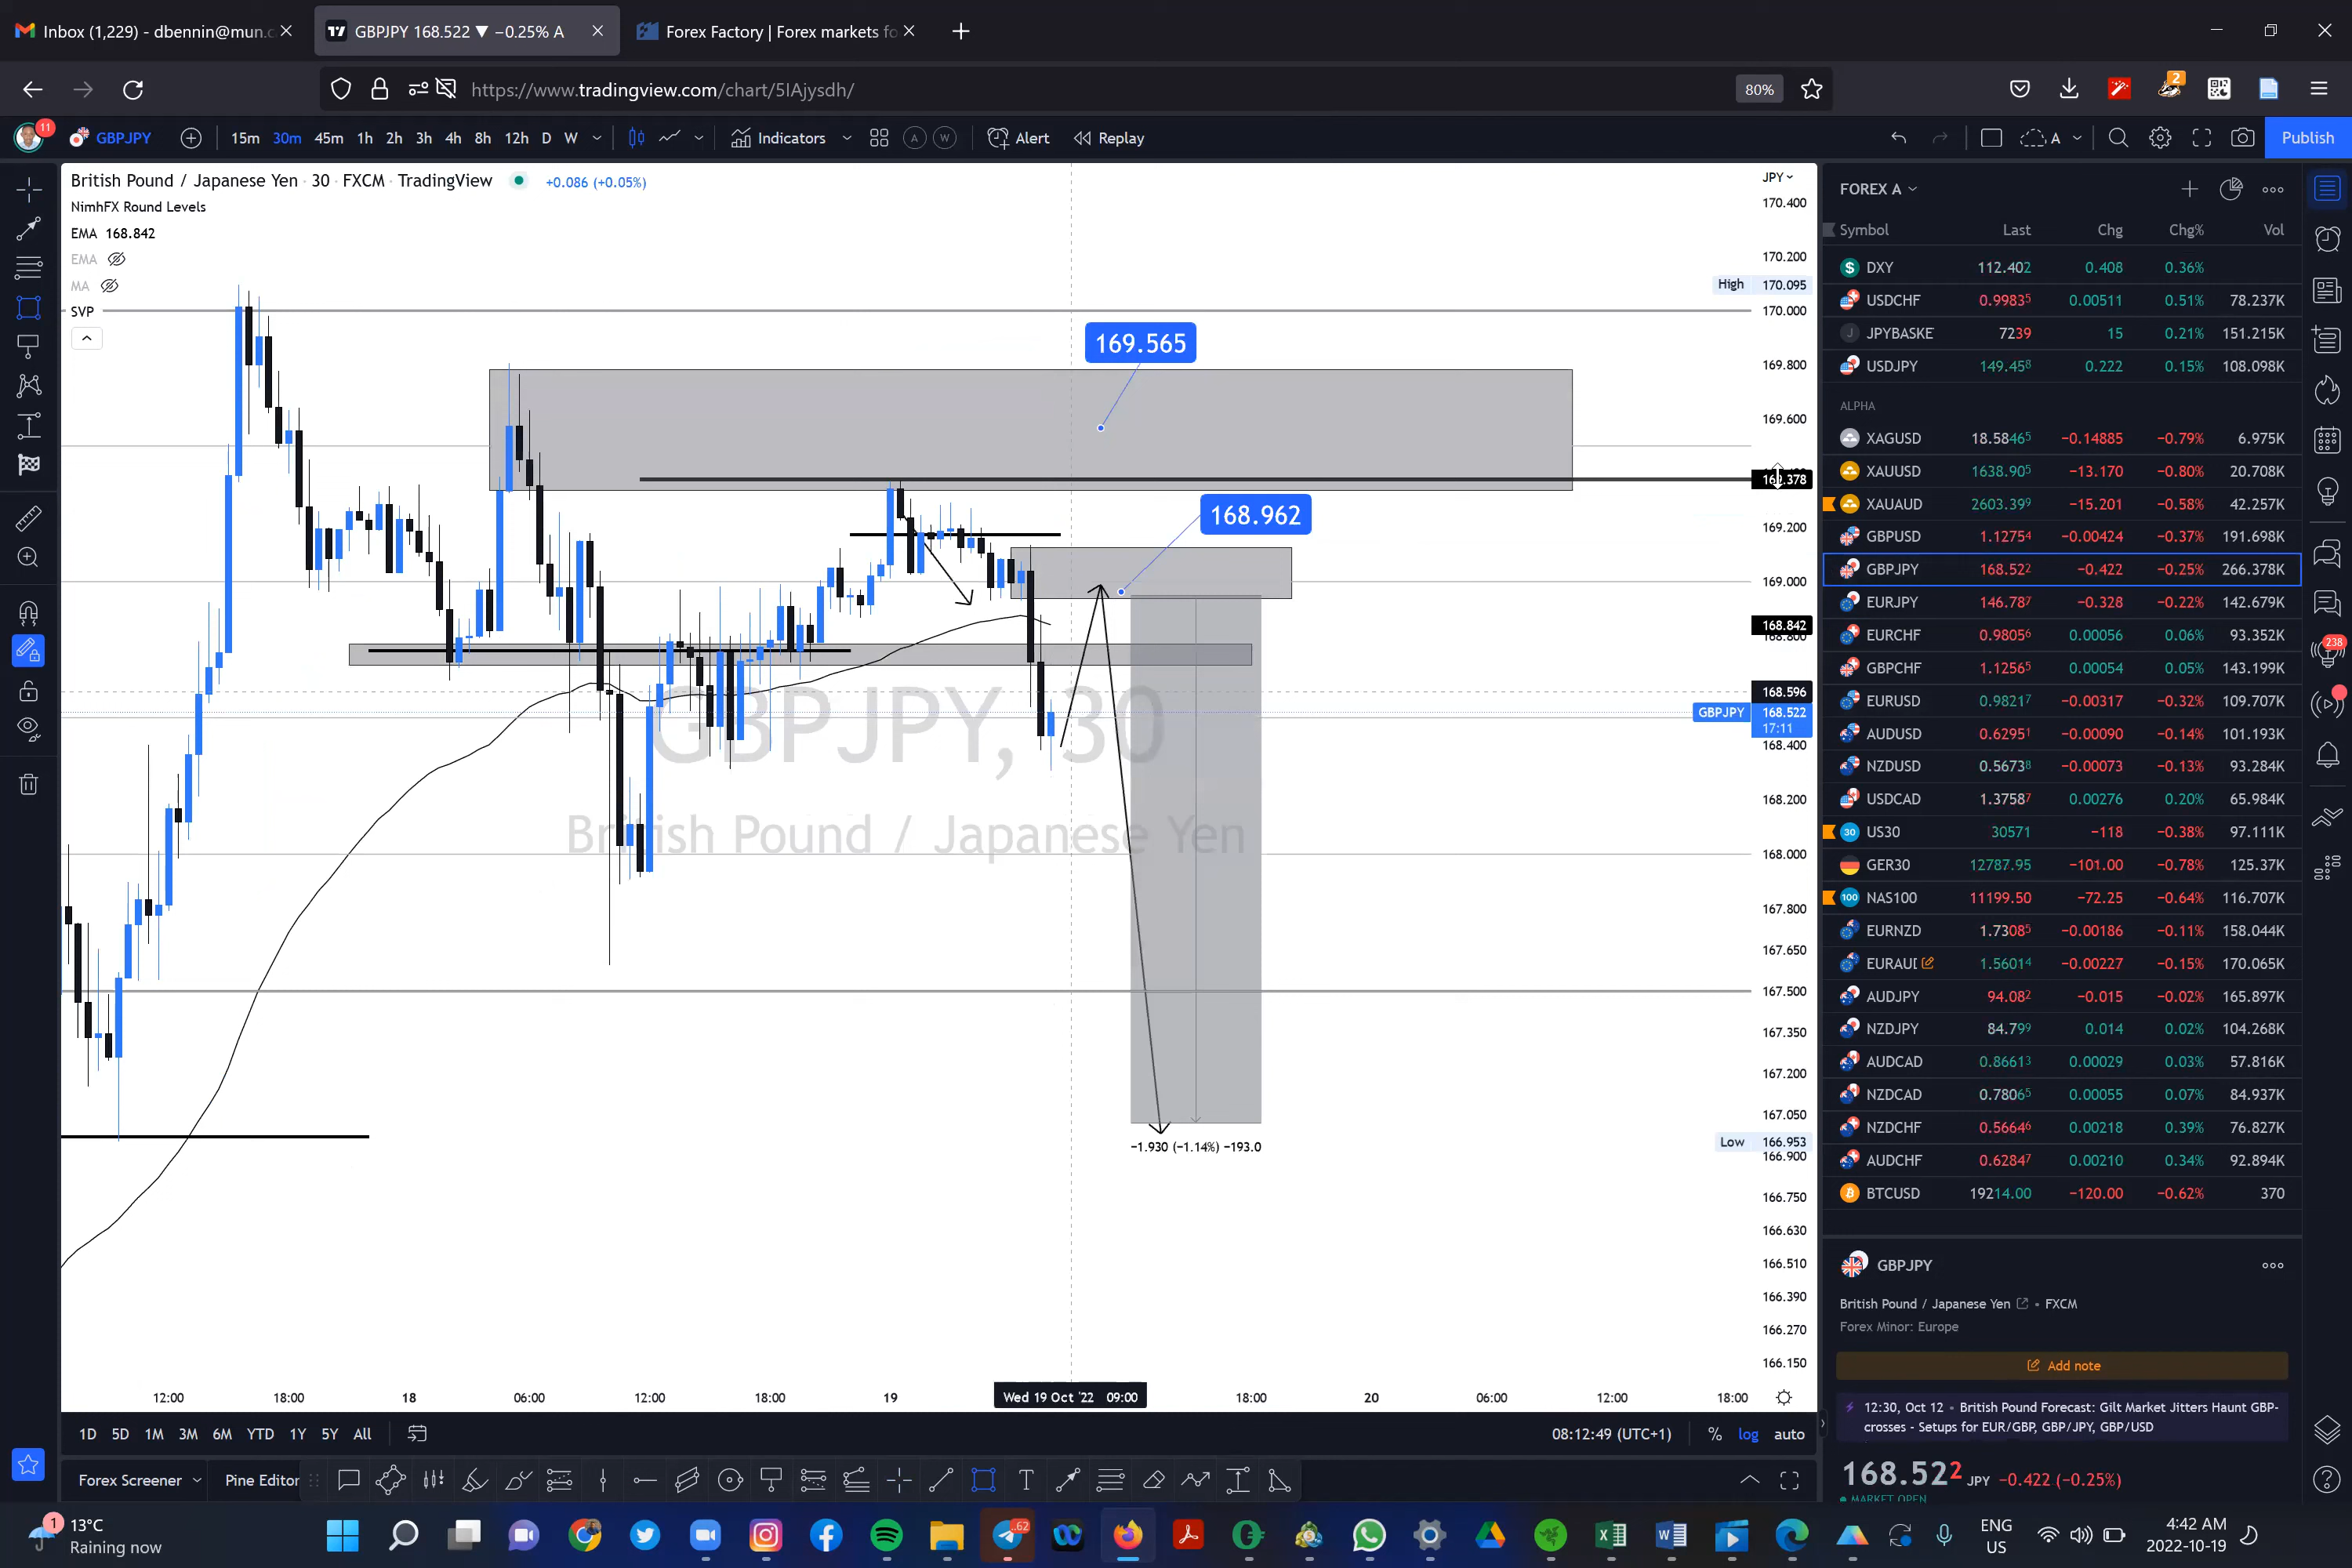 Inbox (1,229) - dbennin@mun.c
GBPJPY 168.522 ▼ −0.25% A
Forex Factory | Forex markets fo
https://www.tradingview.com/chart/5IAjysdh/
80%
2
11
GBPJPY
15m 30m 45m 1h 2h 3h 4h 8h 12h D W
Indicators
A
W
Alert
Replay
A
Publish
British Pound / Japanese Yen · 30 · FXCM · TradingView
+0.086 (+0.05%)
NimhFX Round Levels
EMA 168.842
EMA
MA
SVP
JPY
170.400
170.200
High 170.095
170.000
169.800
169.600
169.200
169.000
168.842
168.800
168.596
GBPJPY 168.522
17:11
168.400
168.200
168.000
167.800
167.650
167.500
167.350
167.200
167.050
Low 166.953
166.900
166.750
166.630
166.510
166.390
166.270
166.150
169.565
168.962
GBPJPY, 30
British Pound / Japanese Yen
−1.930 (−1.14%) −193.0
12:00 18:00 18 06:00 12:00 18:00 19 Wed 19 Oct '22 09:00 18:00 20 06:00 12:00 18:00
1D 5D 1M 3M 6M YTD 1Y 5Y All
08:12:49 (UTC+1) % log auto
Forex Screener
Pine Editor
FOREX A
Symbol Last Chg Chg% Vol
DXY 112.402 0.408 0.36%
USDCHF 0.99835 0.00511 0.51% 78.237K
JPYBASKE 7239 15 0.21% 151.215K
USDJPY 149.458 0.222 0.15% 108.098K
ALPHA
XAGUSD 18.58465 −0.14885 −0.79% 6.975K
XAUUSD 1638.905 −13.170 −0.80% 20.708K
XAUAUD 2603.399 −15.201 −0.58% 42.257K
GBPUSD 1.12754 −0.00424 −0.37% 191.698K
GBPJPY 168.522 −0.422 −0.25% 266.378K
EURJPY 146.787 −0.328 −0.22% 142.679K
EURCHF 0.98056 0.00056 0.06% 93.352K
GBPCHF 1.12565 0.00054 0.05% 143.199K
EURUSD 0.98217 −0.00317 −0.32% 109.707K
AUDUSD 0.62951 −0.00090 −0.14% 101.193K
NZDUSD 0.56738 −0.00073 −0.13% 93.284K
USDCAD 1.37587 0.00276 0.20% 65.984K
30 US30 30571 −118 −0.38% 97.111K
GER30 12787.95 −101.00 −0.78% 125.37K
100 NAS100 11199.50 −72.25 −0.64% 116.707K
EURNZD 1.73085 −0.00186 −0.11% 158.044K
EURAUD 1.56014 −0.00227 −0.15% 170.065K
AUDJPY 94.082 −0.015 −0.02% 165.897K
NZDJPY 84.799 0.014 0.02% 104.268K
AUDCAD 0.86613 0.00029 0.03% 57.816K
NZDCAD 0.78065 0.00055 0.07% 84.937K
NZDCHF 0.56646 0.00218 0.39% 76.827K
AUDCHF 0.62847 0.00210 0.34% 92.894K
BTCUSD 19214.00 −120.00 −0.62% 370
238
GBPJPY
British Pound / Japanese Yen • FXCM
Forex Minor: Europe
Add note
12:30, Oct 12 • British Pound Forecast: Gilt Market Jitters Haunt GBP-
crosses - Setups for EUR/GBP, GBP/JPY, GBP/USD
168.522 JPY −0.422 (−0.25%)
MARKET OPEN
1
13°C
Raining now
62
ENG
US
4:42 AM
2022-10-19